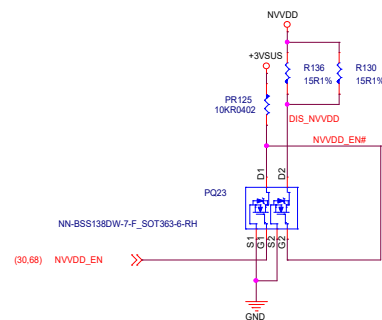 NVVDD
+3VSUS
R136
15R1%
R130
15R1%
PR125
10KR0402
DIS_NVVDD
NVVDD_EN#
D1
D2
PQ23
NN-BSS138DW-7-F_SOT363-6-RH
S1
G1
S2
G2
(30,68) NVVDD_EN
GND